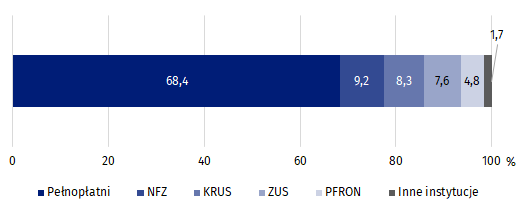 1,7
68,4 9,2 8,3 7,6 4,8
0 20 40 60 80 100 %
Pełnopłatni NFZ KRUS ZUS PFRON Inne instytucje